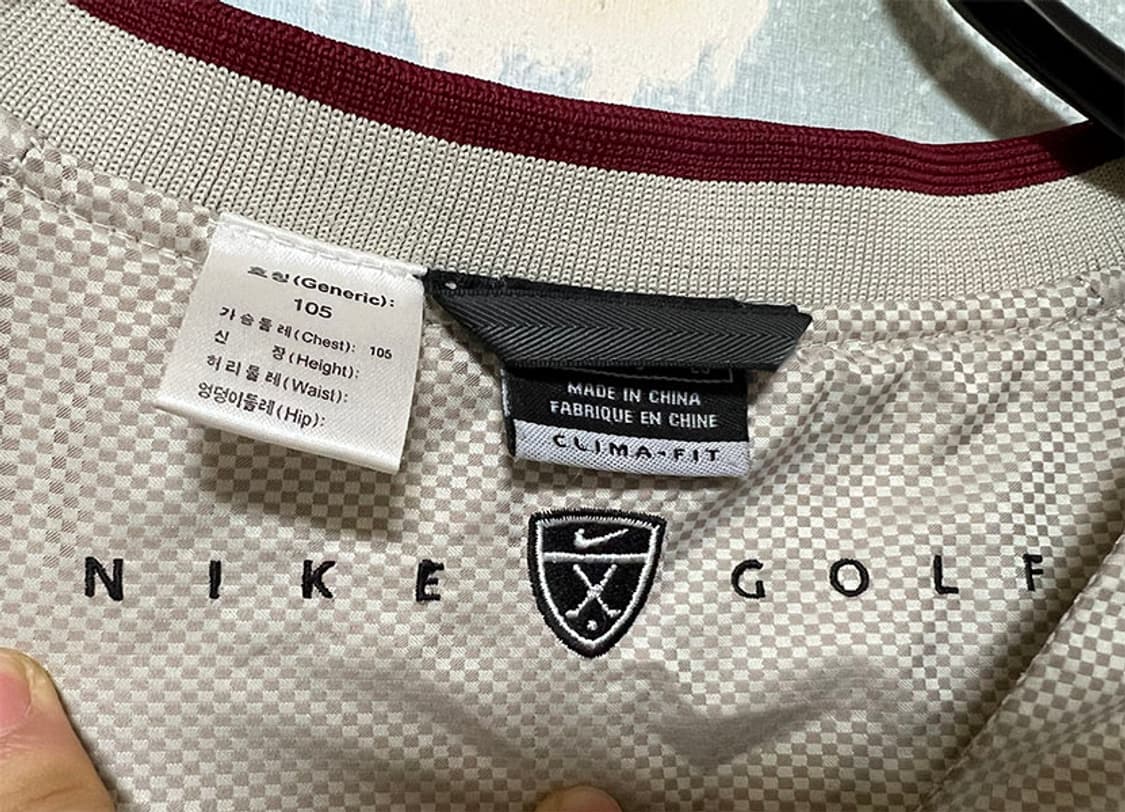 호칭(Generic):
105
가슴둘레(Chest): 105
신 장(Height):
허리둘레(Waist):
엉덩이둘레(Hip):
MADE IN CHINA
FABRIQUE EN CHINE
CLIMA-FIT
NIKE GOLF